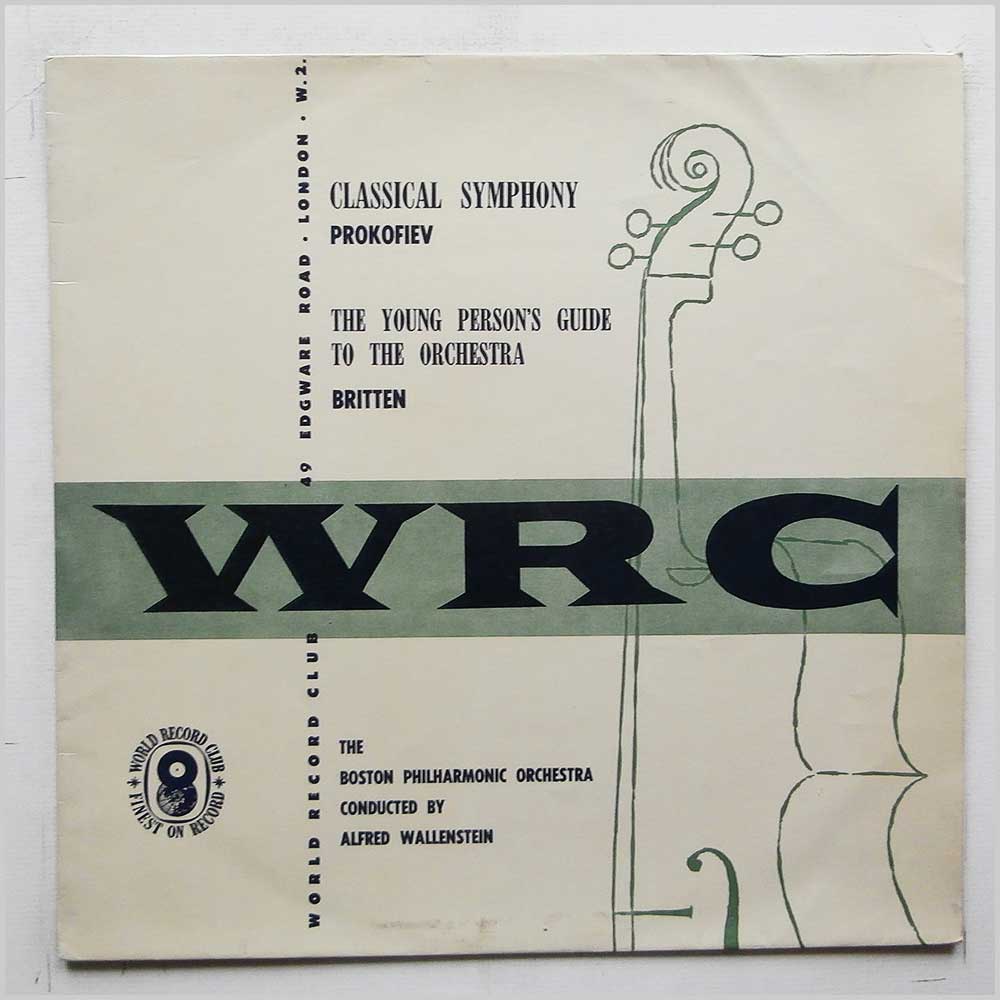 CLASSICAL SYMPHONY
PROKOFIEV
THE YOUNG PERSON'S GUIDE
TO THE ORCHESTRA
BRITTEN
49 EDGWARE ROAD · LONDON · W.2.
WRC
WORLD RECORD CLUB
WORLD RECORD CLUB
FINEST ON RECORD
THE
BOSTON PHILHARMONIC ORCHESTRA
CONDUCTED BY
ALFRED WALLENSTEIN